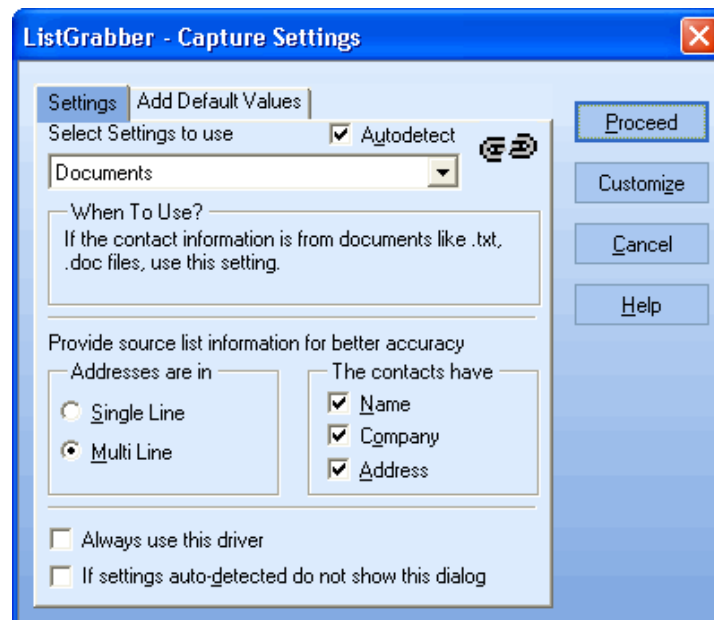 ListGrabber - Capture Settings
Settings
Add Default Values
Select Settings to use
Autodetect
Documents
When To Use?
If the contact information is from documents like .txt,
.doc files, use this setting.
Provide source list information for better accuracy
Addresses are in
Single Line
Multi Line
The contacts have
Name
Company
Address
Always use this driver
If settings auto-detected do not show this dialog
Proceed
Customize
Cancel
Help